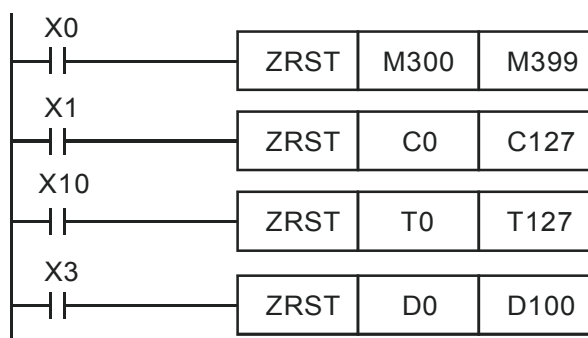 X0
ZRST M300 M399
X1
ZRST C0 C127
X10
ZRST T0 T127
X3
ZRST D0 D100